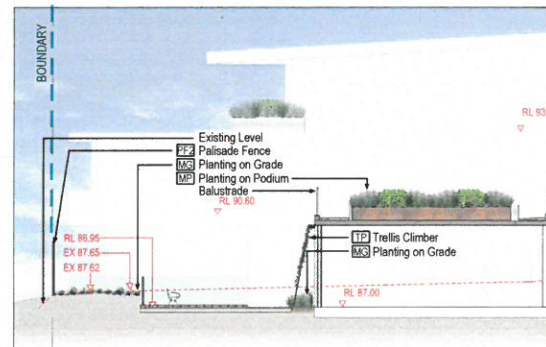 BOUNDARY
Existing Level
PF2 Palisade Fence
MG Planting on Grade
MP Planting on Podium
Balustrade
RL 93
RL 90.60
RL 86.95
EX 87.65
EX 87.62
TP Trellis Climber
MG Planting on Grade
RL 87.00